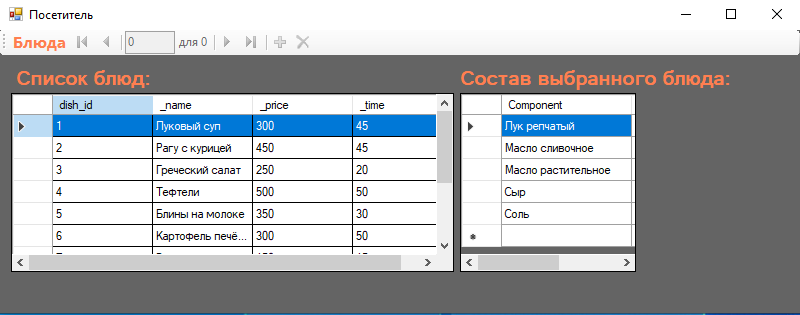 Посетитель
Блюда 0 для 0
Список блюд:
Состав выбранного блюда:
dish_id _name _price _time
Component
1 Луковый суп 300 45
Лук репчатый
2 Рагу с курицей 450 45
Масло сливочное
3 Греческий салат 250 20
Масло растительное
4 Тефтели 500 50
Сыр
5 Блины на молоке 350 30
Соль
6 Картофель печё... 300 50